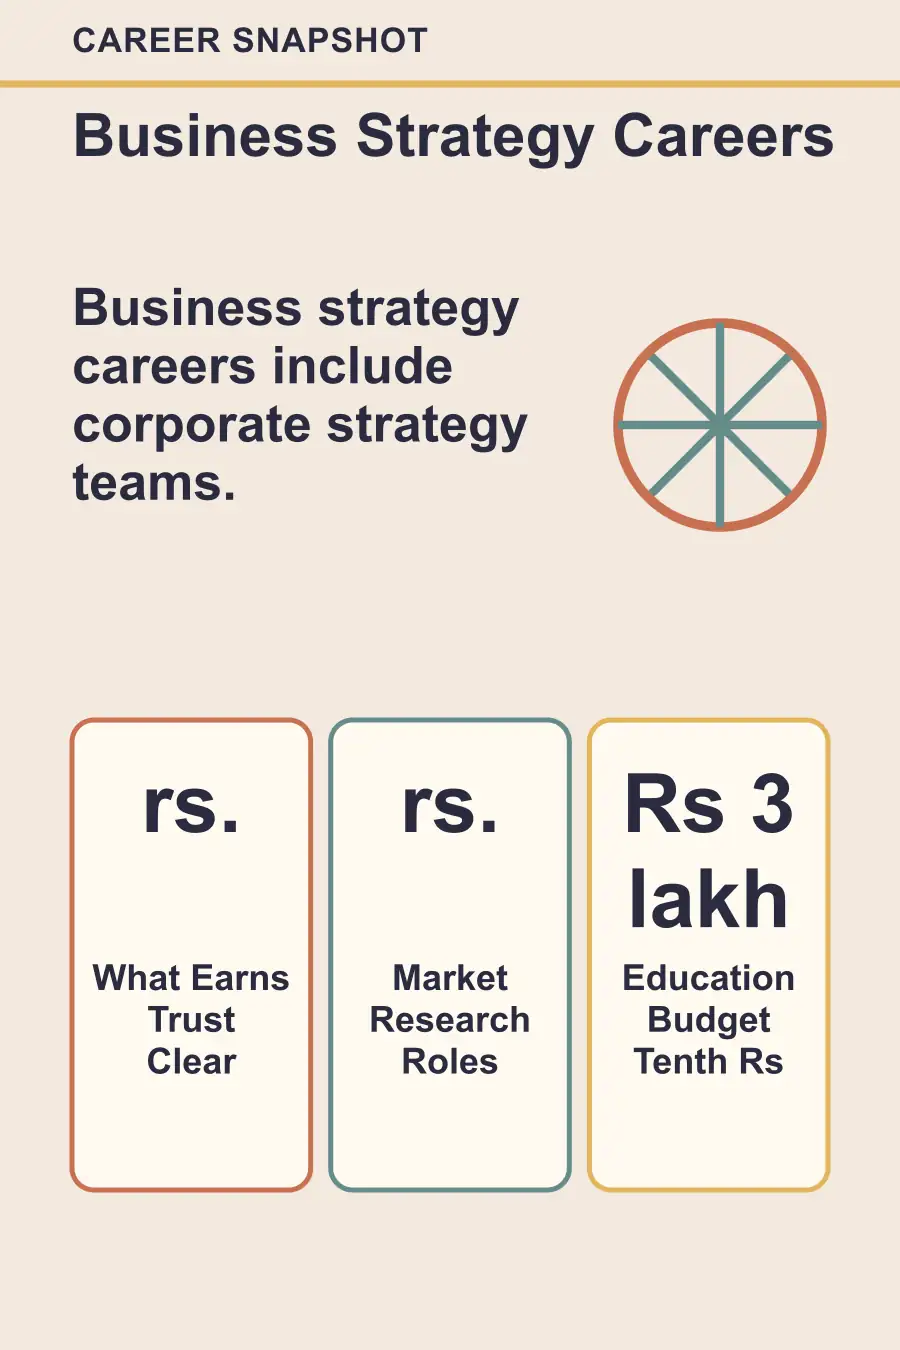 CAREER SNAPSHOT
Business Strategy Careers
Business strategy
careers include
corporate strategy
teams.
rs.
What Earns
Trust
Clear
rs.
Market
Research
Roles
Rs 3
lakh
Education
Budget
Tenth Rs